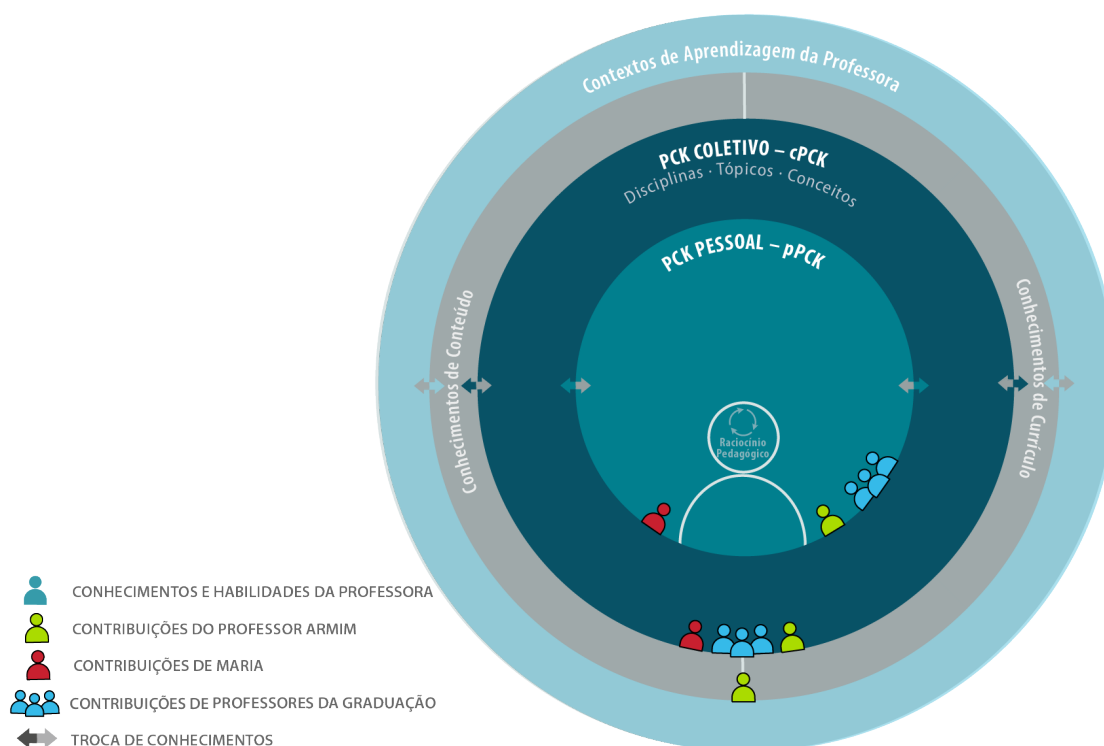 Contextos de Aprendizagem da Professora
PCK COLETIVO – cPCK
Disciplinas · Tópicos · Conceitos
PCK PESSOAL – pPCK
Conhecimentos de Conteúdo
Conhecimentos de Currículo
Raciocínio
Pedagógico
CONHECIMENTOS E HABILIDADES DA PROFESSORA
CONTRIBUIÇÕES DO PROFESSOR ARMIM
CONTRIBUIÇÕES DE MARIA
CONTRIBUIÇÕES DE PROFESSORES DA GRADUAÇÃO
TROCA DE CONHECIMENTOS